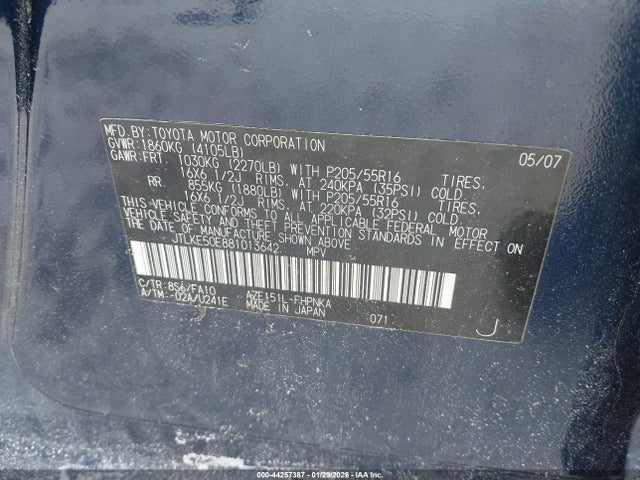 MFD.BY:TOYOTA MOTOR CORPORATION 05/07
GVWR:1860KG (4105LB)
GAWR:FRT. 1030KG (2270LB) WITH P205/55R16 TIRES,
16X6 1/2J RIMS, AT 240KPA (35PSI) COLD.
RR. 855KG (1880LB) WITH P205/55R16 TIRES,
16X6 1/2J RIMS, AT 220KPA (32PSI) COLD.
THIS VEHICLE CONFORMS TO ALL APPLICABLE FEDERAL MOTOR
VEHICLE SAFETY AND THEFT PREVENTION STANDARDS IN EFFECT ON
THE DATE OF MANUFACTURE SHOWN ABOVE.
JTLKE50E881013642 MPV
C/TR:8S6/FA10 AZE151L-FHPNKA
A/TM:-02A/U241E MADE IN JAPAN 071 J
000-44257387 - 01/29/2026 - IAAI.COM